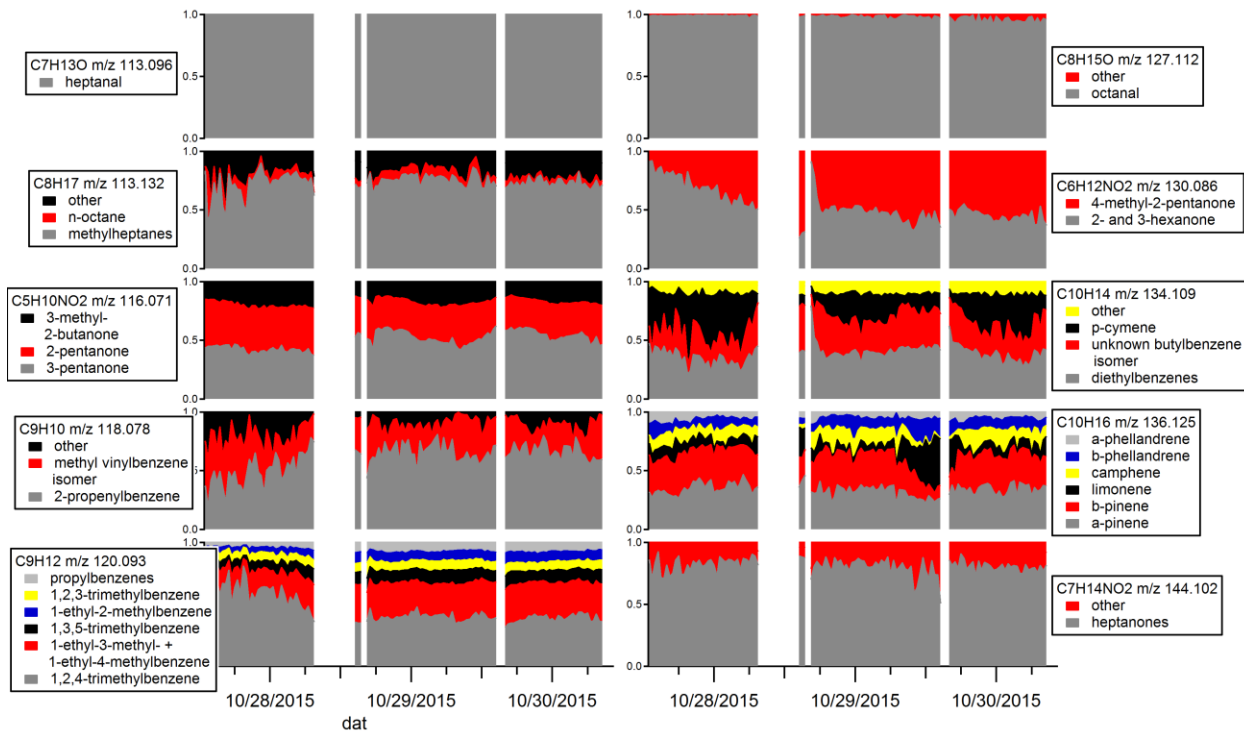 C7H13O m/z 113.096
heptanal
1.0
0.5
0.0
C8H17 m/z 113.132
other
n-octane
methylheptanes
1.0
0.5
0.0
C5H10NO2 m/z 116.071
3-methyl-
2-butanone
2-pentanone
3-pentanone
1.0
0.5
0.0
C9H10 m/z 118.078
other
methyl vinylbenzene
isomer
2-propenylbenzene
1.0
0.5
0.0
C9H12 m/z 120.093
propylbenzenes
1,2,3-trimethylbenzene
1-ethyl-2-methylbenzene
1,3,5-trimethylbenzene
1-ethyl-3-methyl- +
1-ethyl-4-methylbenzene
1,2,4-trimethylbenzene
1.0
0.5
0.0
10/28/2015
10/29/2015
10/30/2015
dat
1.0
0.5
0.0
C8H15O m/z 127.112
other
octanal
1.0
0.5
0.0
C6H12NO2 m/z 130.086
4-methyl-2-pentanone
2- and 3-hexanone
1.0
0.5
0.0
C10H14 m/z 134.109
other
p-cymene
unknown butylbenzene
isomer
diethylbenzenes
1.0
0.5
0.0
C10H16 m/z 136.125
a-phellandrene
b-phellandrene
camphene
limonene
b-pinene
a-pinene
1.0
0.5
0.0
C7H14NO2 m/z 144.102
other
heptanones
10/28/2015
10/29/2015
10/30/2015